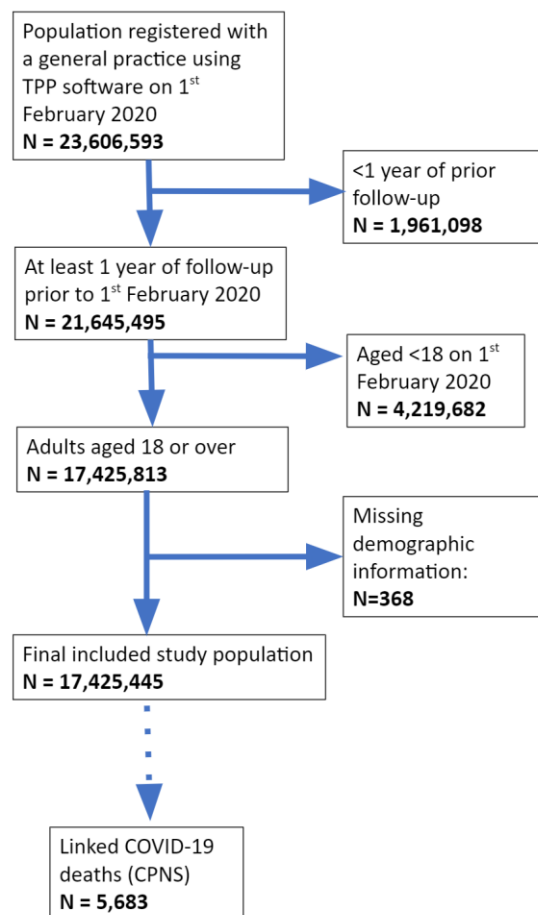 Population registered with
a general practice using
TPP software on 1st
February 2020
N = 23,606,593
<1 year of prior
follow-up
N = 1,961,098
At least 1 year of follow-up
prior to 1st February 2020
N = 21,645,495
Aged <18 on 1st
February 2020
N = 4,219,682
Adults aged 18 or over
N = 17,425,813
Missing
demographic
information:
N=368
Final included study population
N = 17,425,445
Linked COVID-19
deaths (CPNS)
N = 5,683